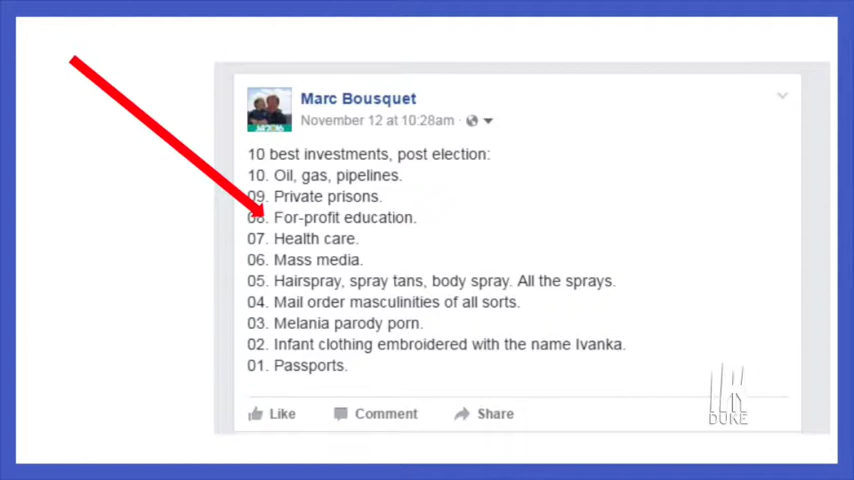 Marc Bousquet
November 12 at 10:28am ·
10 best investments, post election:
10. Oil, gas, pipelines.
09. Private prisons.
08. For-profit education.
07. Health care.
06. Mass media.
05. Hairspray, spray tans, body spray. All the sprays.
04. Mail order masculinities of all sorts.
03. Melania parody porn.
02. Infant clothing embroidered with the name Ivanka.
01. Passports.
Like Comment Share
DUKE